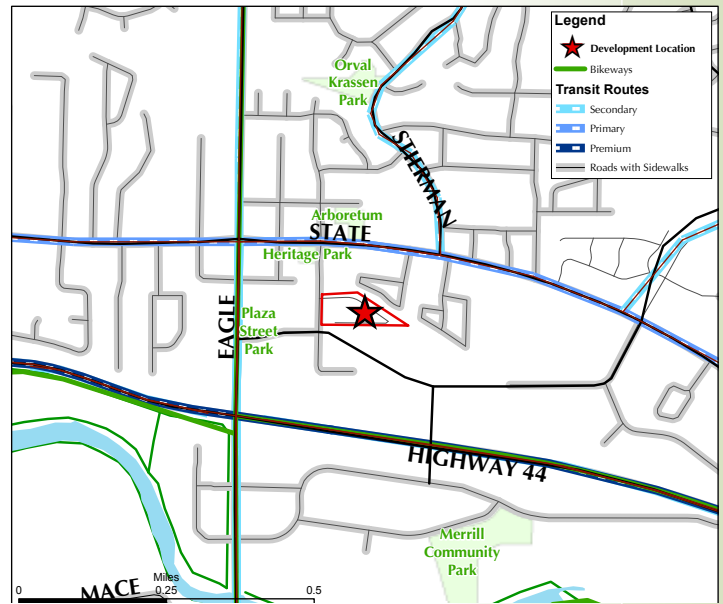 Legend
Development Location
Bikeways
Transit Routes
Secondary
Primary
Premium
Roads with Sidewalks
Orval
Krassen
Park
SHERMAN
Arboretum
STATE
Heritage Park
EAGLE
Plaza
Street
Park
HIGHWAY 44
Merrill
Community
Park
MACE
Miles
0 0.25 0.5